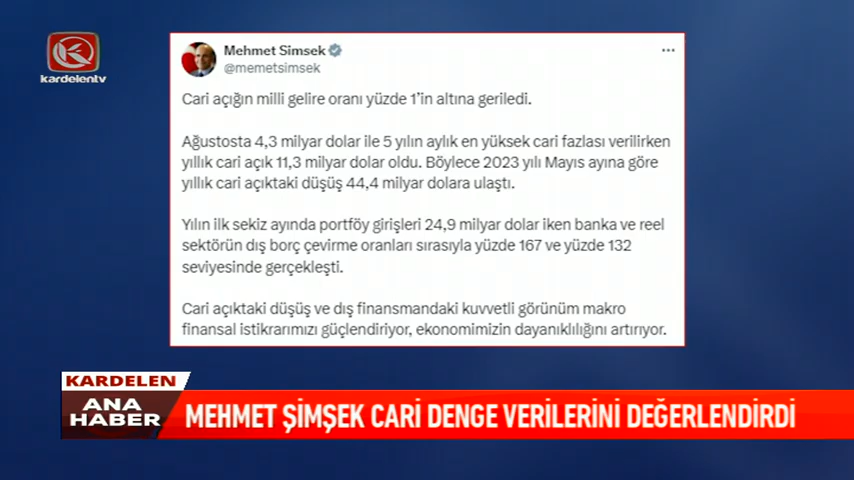 kardelentv
Mehmet Simsek
@memetsimsek
Cari açığın milli gelire oranı yüzde 1'in altına geriledi.
Ağustosta 4,3 milyar dolar ile 5 yılın aylık en yüksek cari fazlası verilirken
yıllık cari açık 11,3 milyar dolar oldu. Böylece 2023 yılı Mayıs ayına göre
yıllık cari açıktaki düşüş 44,4 milyar dolara ulaştı.
Yılın ilk sekiz ayında portföy girişleri 24,9 milyar dolar iken banka ve reel
sektörün dış borç çevirme oranları sırasıyla yüzde 167 ve yüzde 132
seviyesinde gerçekleşti.
Cari açıktaki düşüş ve dış finansmandaki kuvvetli görünüm makro
finansal istikrarımızı güçlendiriyor, ekonomimizin dayanıklılığını artırıyor.
KARDELEN
ANA
HABER
MEHMET ŞİMŞEK CARİ DENGE VERİLERİNİ DEĞERLENDİRDİ